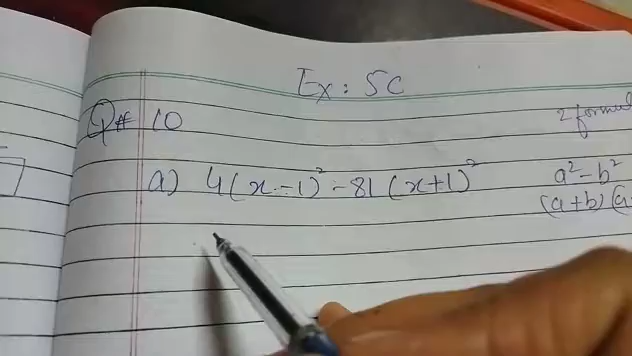 Ex: 5C
Q# 10
2 formul
a) 4(x-1)² - 81(x+1)²
a² - b²
(a+b)(a-